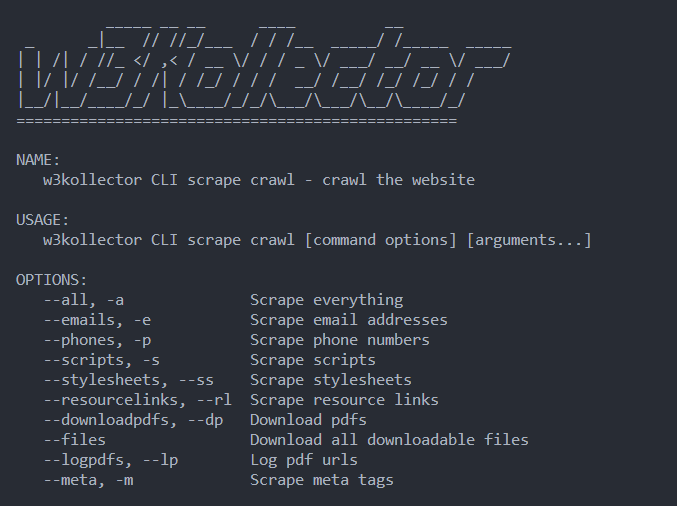 w3kollector
=================================================
NAME:
w3kollector CLI scrape crawl - crawl the website
USAGE:
w3kollector CLI scrape crawl [command options] [arguments...]
OPTIONS:
--all, -a Scrape everything
--emails, -e Scrape email addresses
--phones, -p Scrape phone numbers
--scripts, -s Scrape scripts
--stylesheets, --ss Scrape stylesheets
--resourcelinks, --rl Scrape resource links
--downloadpdfs, --dp Download pdfs
--files Download all downloadable files
--logpdfs, --lp Log pdf urls
--meta, -m Scrape meta tags